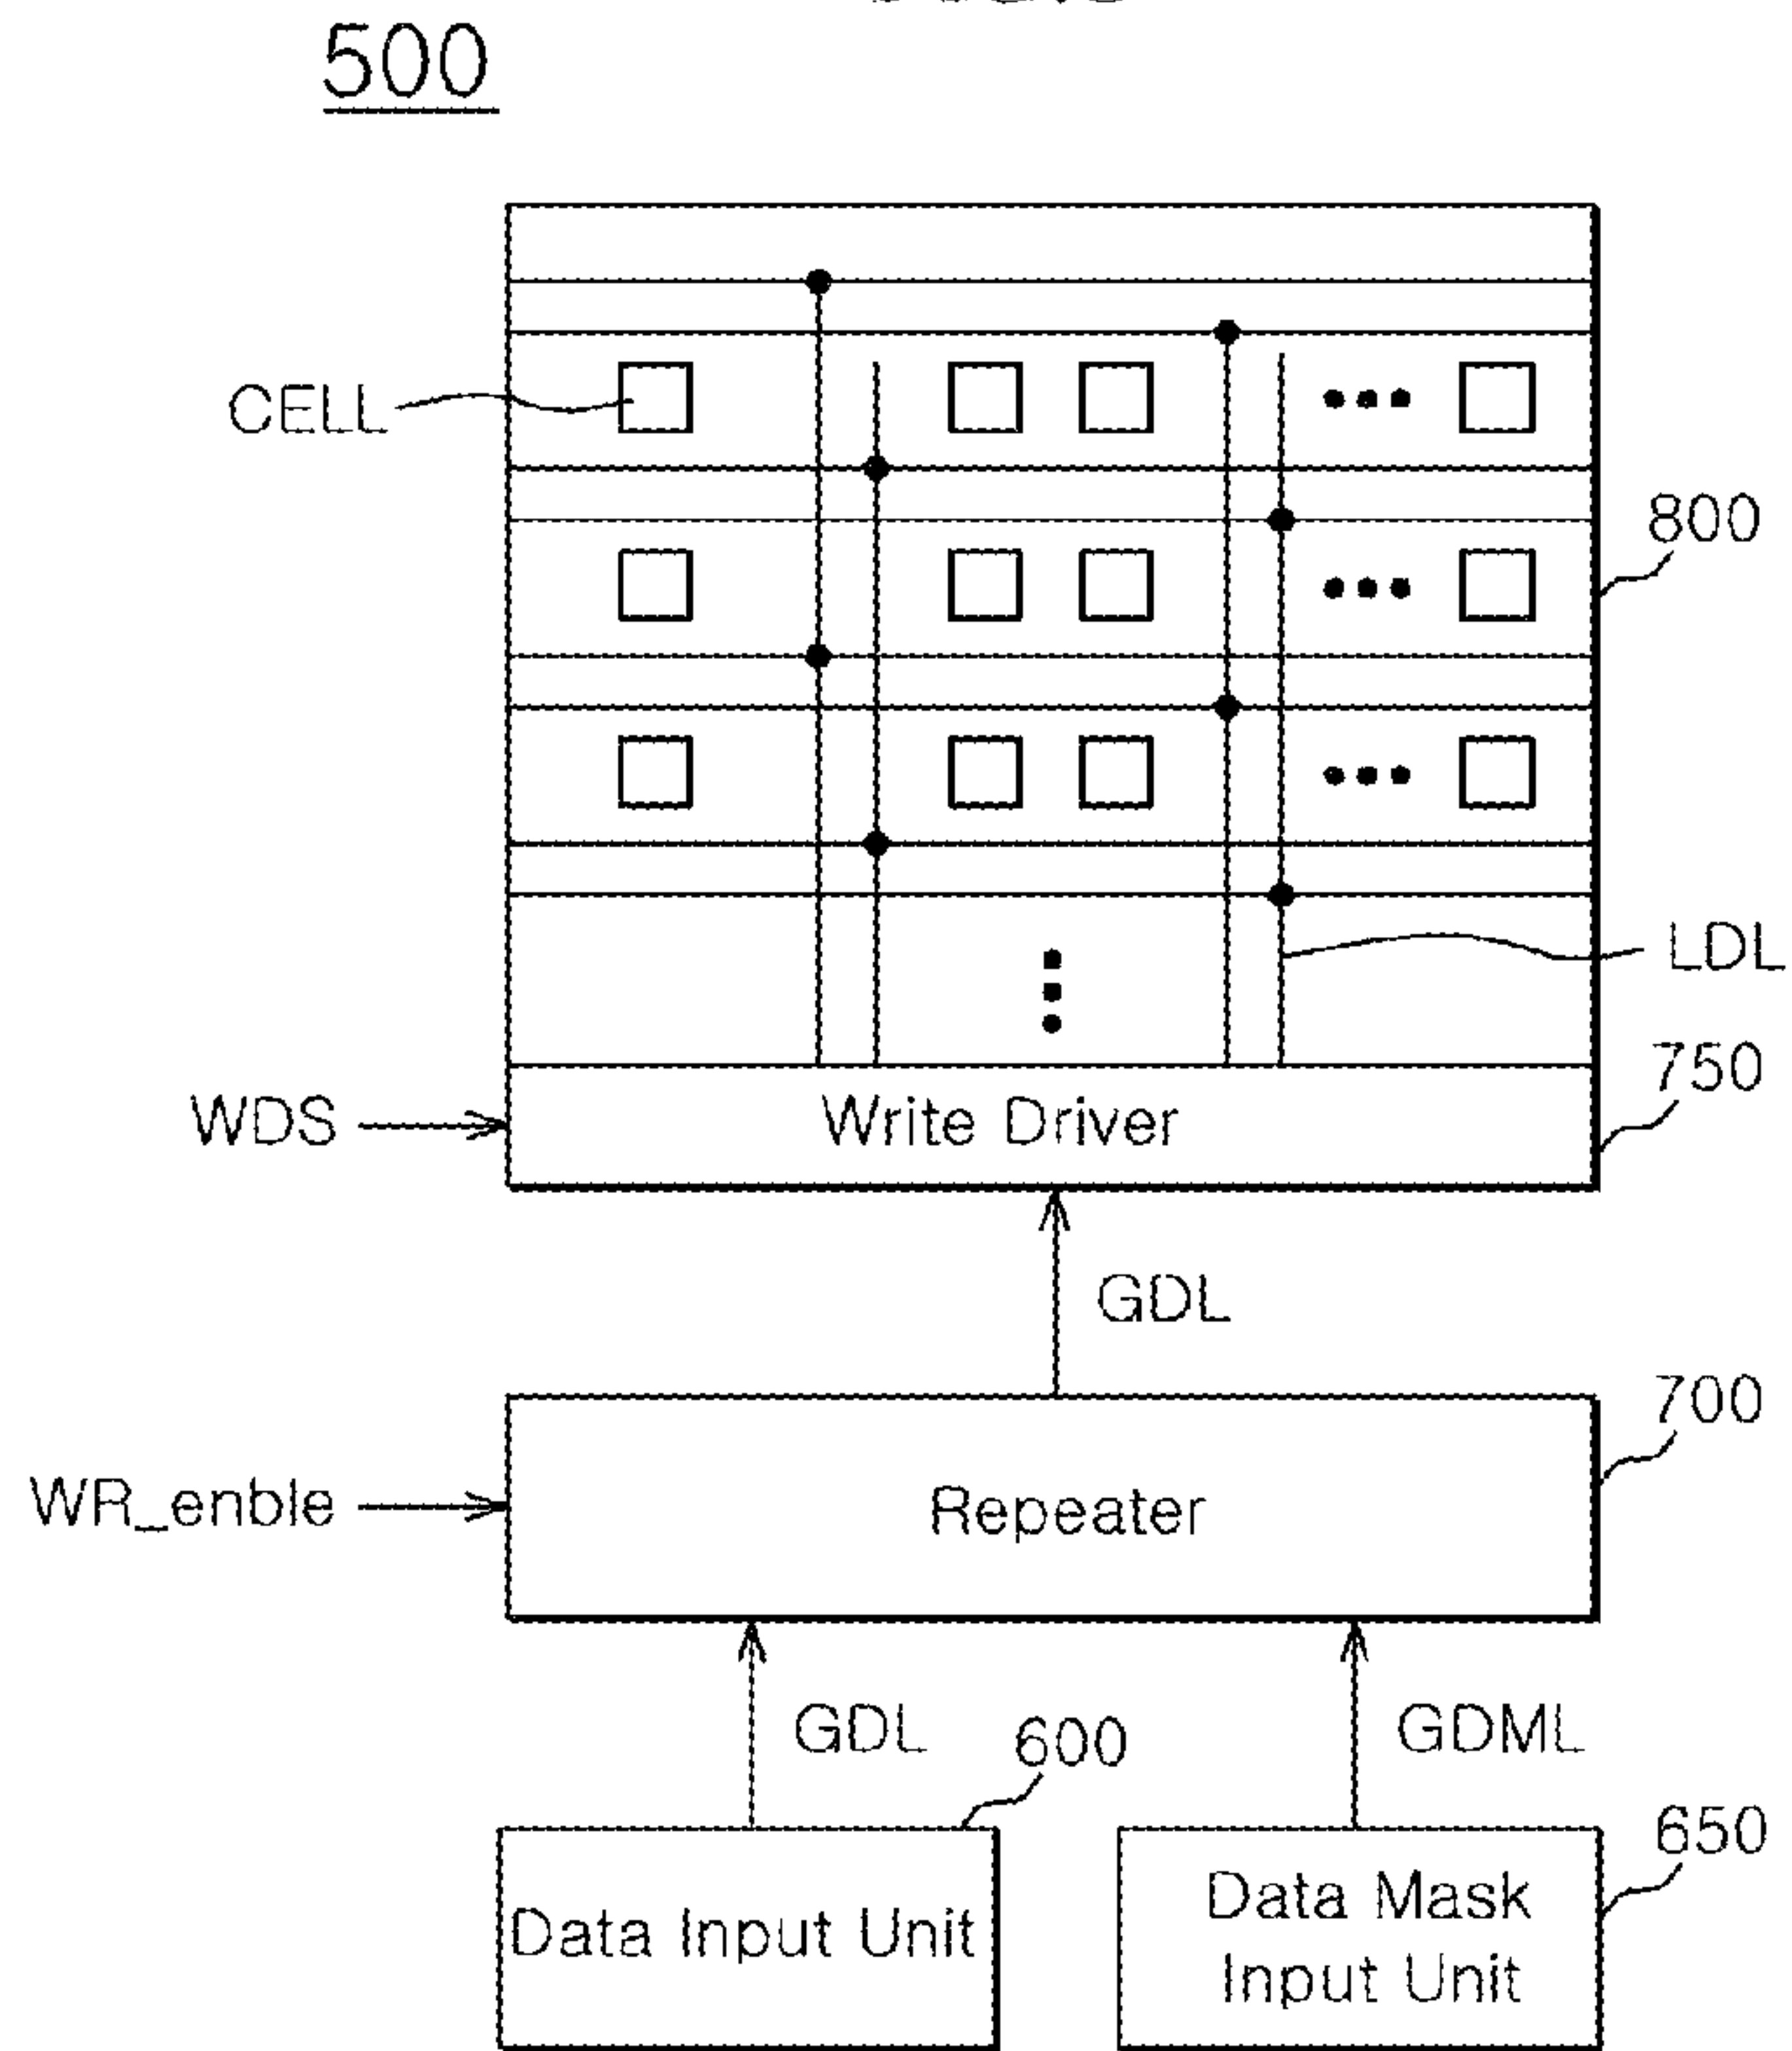 500
CELL
800
LDL
750
WDS
Write Driver
GDL
700
WR_enble
Repeater
GDL
600
GDML
650
Data Input Unit
Data Mask
Input Unit